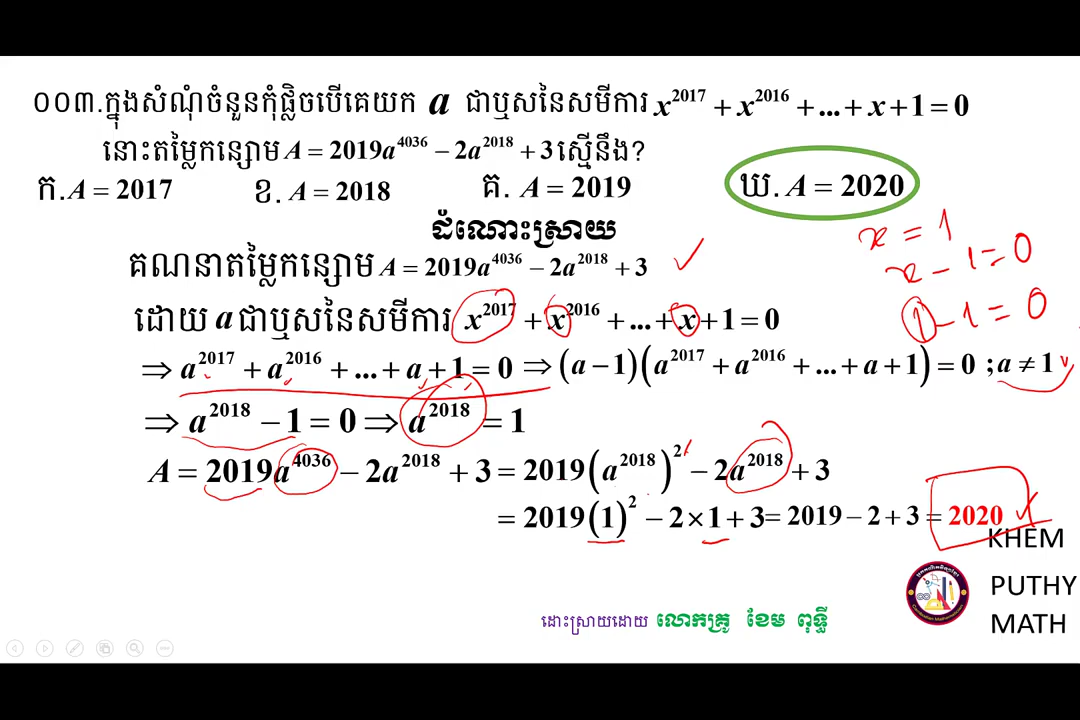 ០០៣.ក្នុងសំណុំចំនួនកុំផ្លិចបើគេយក a ជាឬសនៃសមីការ x^2017 + x^2016 + ... + x + 1 = 0
នោះតម្លៃកន្សោម A = 2019a^4036 − 2a^2018 + 3 ស្មើនឹង?
ក. A = 2017 ខ. A = 2018 គ. A = 2019 ឃ. A = 2020
ដំណោះស្រាយ
គណនាតម្លៃកន្សោម A = 2019a^4036 − 2a^2018 + 3
x = 1
x − 1 = 0
1 − 1 = 0
ដោយ a ជាឬសនៃសមីការ x^2017 + x^2016 + ... + x + 1 = 0
⇒ a^2017 + a^2016 + ... + a + 1 = 0 ⇒ (a − 1)(a^2017 + a^2016 + ... + a + 1) = 0 ; a ≠ 1
⇒ a^2018 − 1 = 0 ⇒ a^2018 = 1
A = 2019a^4036 − 2a^2018 + 3 = 2019(a^2018)^2 − 2a^2018 + 3
= 2019(1)^2 − 2 × 1 + 3 = 2019 − 2 + 3 = 2020
KHEM
PUTHY
MATH
ដោះស្រាយដោយ លោកគ្រូ ខែម ពុទ្ធី